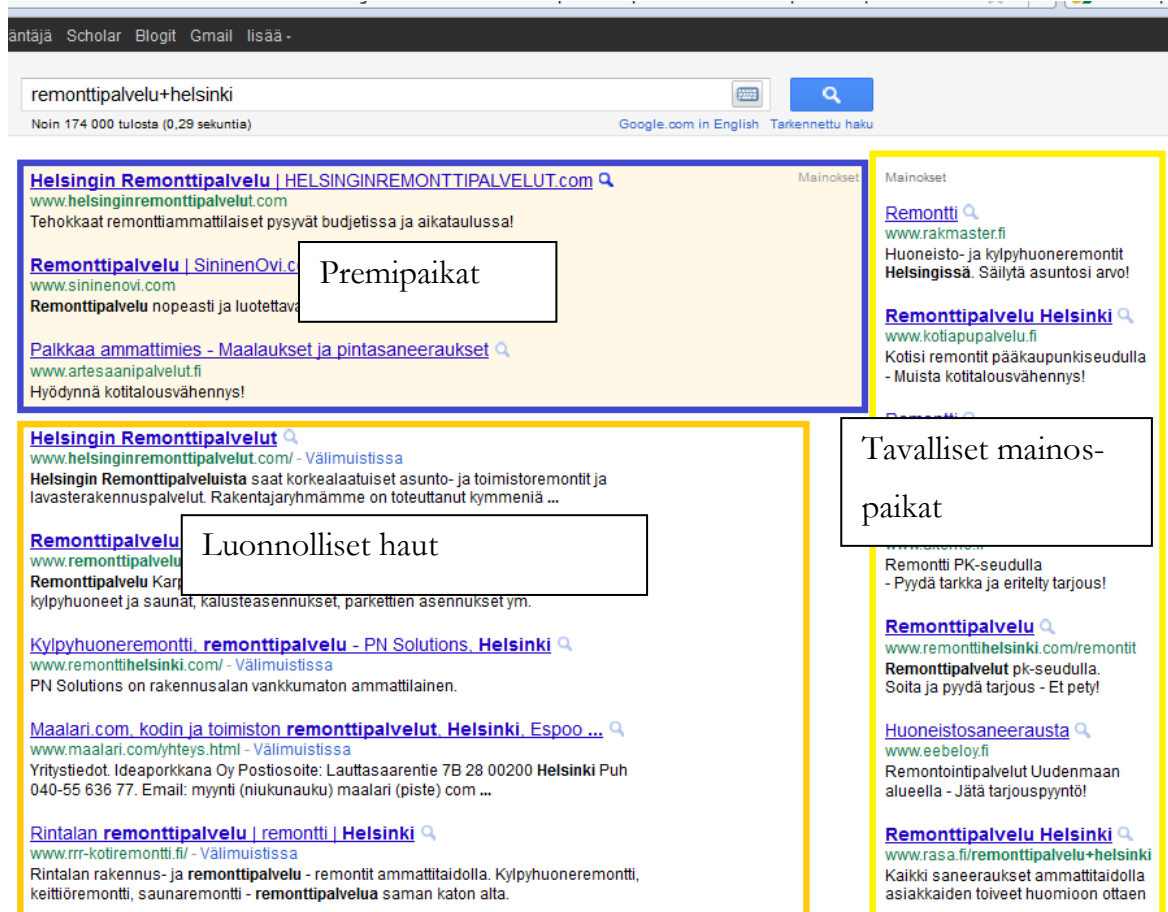 äntäjä Scholar Blogit Gmail lisää
remonttipalvelu+helsinki
Noin 174 000 tulosta (0,29 sekuntia)
Google.com in English Tarkennettu haku
Helsingin Remonttipalvelu | HELSINGINREMONTTIPALVELUT.com
Mainokset
www.helsinginremonttipalvelut.com
Tehokkaat remonttiammattilaiset pysyvät budjetissa ja aikataulussa!
Remonttipalvelu | SininenOvi.c
www.sininenovi.com
Remonttipalvelu nopeasti ja luotettava
Premipaikat
Palkkaa ammattimies - Maalaukset ja pintasaneeraukset
www.artesaanipalvelut.fi
Hyödynnä kotitalousvähennys!
Helsingin Remonttipalvelut
www.helsinginremonttipalvelut.com/ - Välimuistissa
Helsingin Remonttipalveluista saat korkealaatuiset asunto- ja toimistoremontit ja
lavasterakennuspalvelut. Rakentajaryhmämme on toteuttanut kymmeniä ...
Remonttipalvelu
www.remonttipalvelu
Remonttipalvelu Karp
kylpyhuoneet ja saunat, kalusteasennukset, parkettien asennukset ym.
Luonnolliset haut
Kylpyhuoneremontti, remonttipalvelu - PN Solutions, Helsinki
www.remonttihelsinki.com/ - Välimuistissa
PN Solutions on rakennusalan vankkumaton ammattilainen.
Maalari.com, kodin ja toimiston remonttipalvelut, Helsinki, Espoo ...
www.maalari.com/yhteys.html - Välimuistissa
Yritystiedot. Ideaporkkana Oy Postiosoite: Lauttasaarentie 7B 28 00200 Helsinki Puh
040-55 636 77. Email: myynti (niukunauku) maalari (piste) com ...
Rintalan remonttipalvelu | remontti | Helsinki
www.rrr-kotiremontti.fi/ - Välimuistissa
Rintalan rakennus- ja remonttipalvelu - remontit ammattitaidolla. Kylpyhuoneremontti,
keittiöremontti, saunaremontti - remonttipalvelua saman katon alta.
Mainokset
Remontti
www.rakmaster.fi
Huoneisto- ja kylpyhuoneremontit
Helsingissä. Säilytä asuntosi arvo!
Remonttipalvelu Helsinki
www.kotiapupalvelu.fi
Kotisi remontit pääkaupunkiseudulla
- Muista kotitalousvähennys!
Tavalliset mainos-
paikat
Remontti PK-seudulla
- Pyydä tarkka ja eritelty tarjous!
Remonttipalvelu
www.remonttihelsinki.com/remontit
Remonttipalvelut pk-seudulla.
Soita ja pyydä tarjous - Et pety!
Huoneistosaneerausta
www.eebeloy.fi
Remontointipalvelut Uudenmaan
alueella - Jätä tarjouspyyntö!
Remonttipalvelu Helsinki
www.rasa.fi/remonttipalvelu+helsinki
Kaikki saneeraukset ammattitaidolla
asiakkaiden toiveet huomioon ottaen